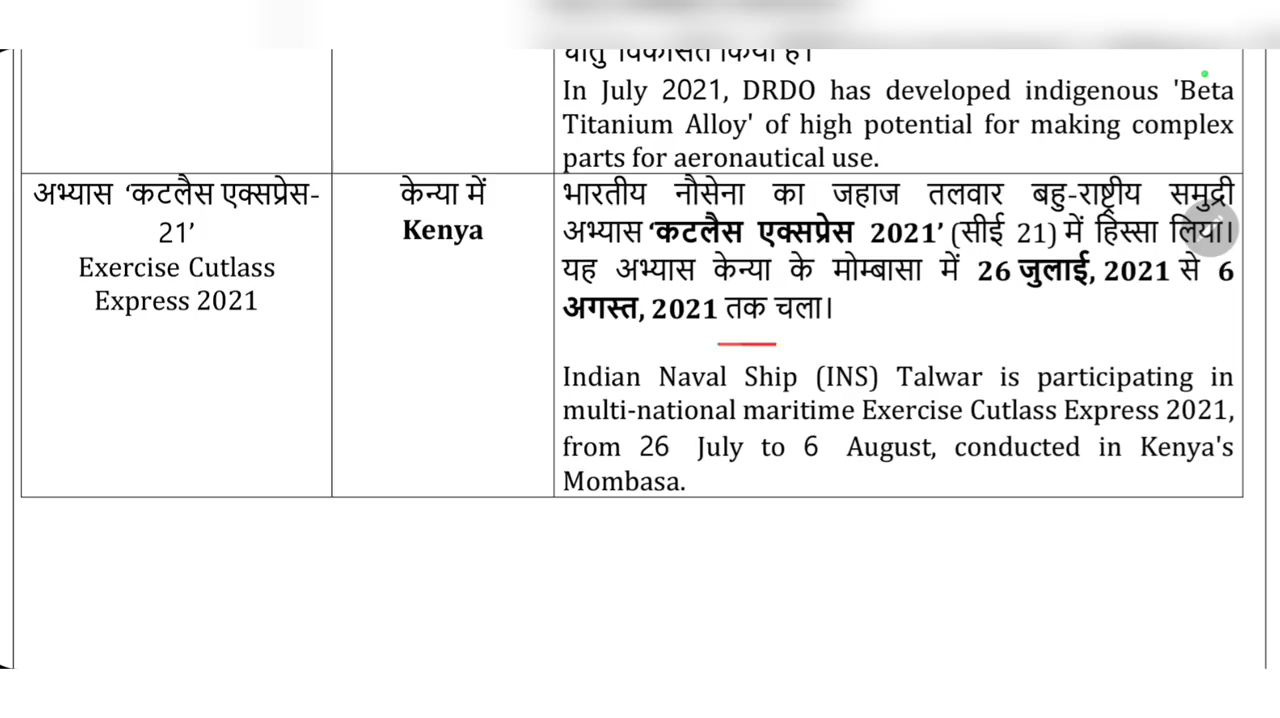 धातु विकसित किया है।
In July 2021, DRDO has developed indigenous 'Beta
Titanium Alloy' of high potential for making complex
parts for aeronautical use.
अभ्यास ‘कटलैस एक्सप्रेस-
21’
Exercise Cutlass
Express 2021
केन्या में
Kenya
भारतीय नौसेना का जहाज तलवार बहु-राष्ट्रीय समुद्री
अभ्यास ‘कटलैस एक्सप्रेस 2021’ (सीई 21) में हिस्सा लिया।
यह अभ्यास केन्या के मोम्बासा में 26 जुलाई, 2021 से 6
अगस्त, 2021 तक चला।
Indian Naval Ship (INS) Talwar is participating in
multi-national maritime Exercise Cutlass Express 2021,
from 26 July to 6 August, conducted in Kenya's
Mombasa.